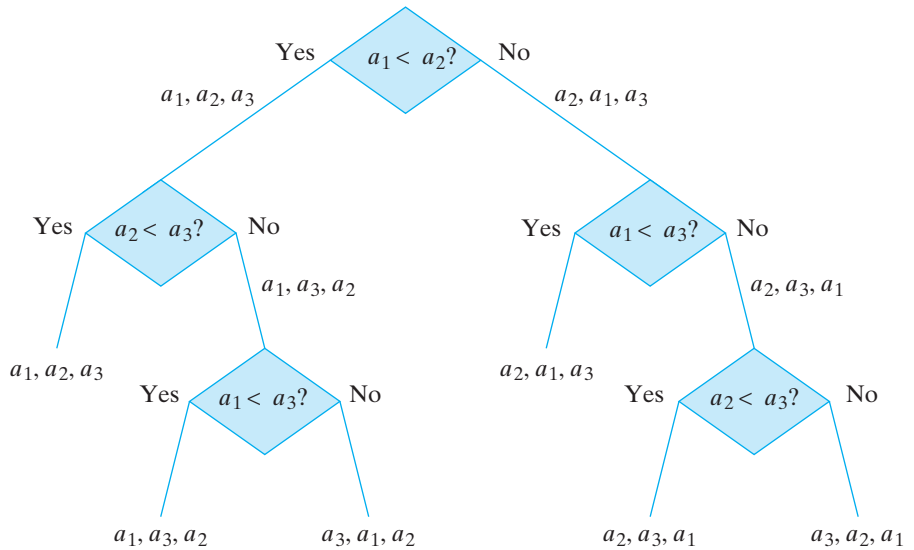 Yes a₁ < a₂? No
a₁, a₂, a₃ a₂, a₁, a₃
Yes a₂ < a₃? No Yes a₁ < a₃? No
a₁, a₃, a₂ a₂, a₃, a₁
a₁, a₂, a₃ a₂, a₁, a₃
Yes a₁ < a₃? No Yes a₂ < a₃? No
a₁, a₃, a₂ a₃, a₁, a₂ a₂, a₃, a₁ a₃, a₂, a₁